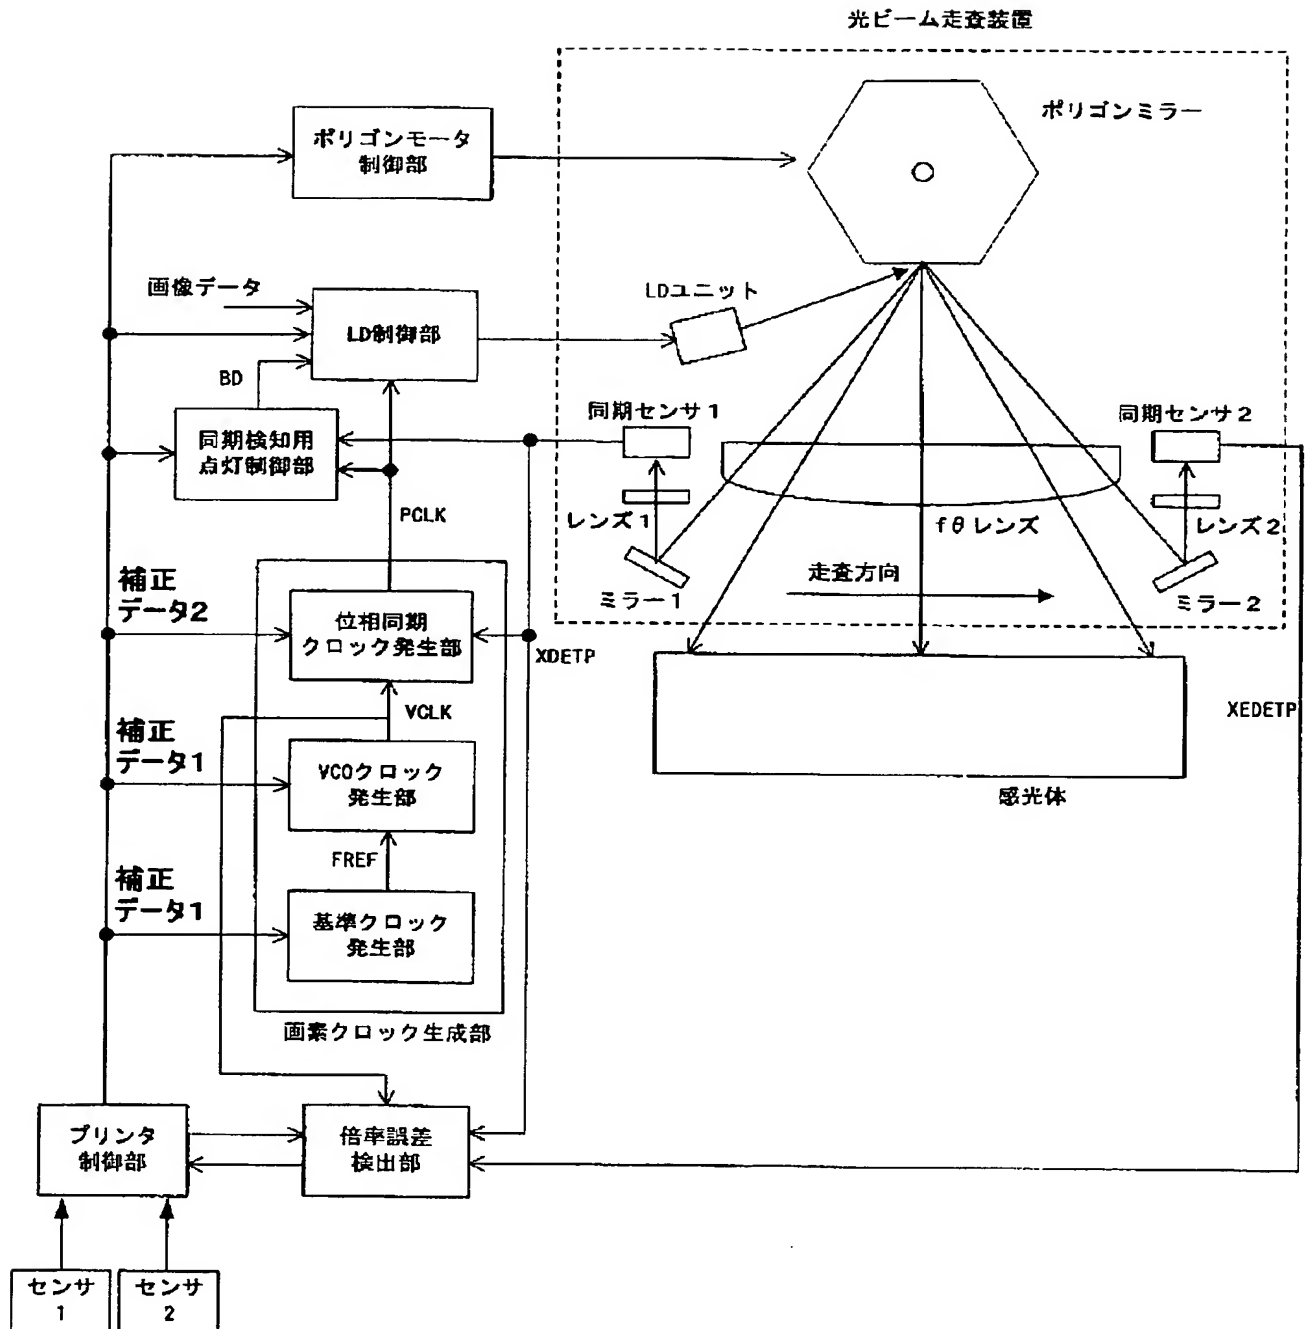 光ビーム走査装置
ポリゴンミラー
ポリゴンモータ
制御部
画像データ
LD制御部
LDユニット
BD
同期検知用
点灯制御部
同期センサ1
同期センサ2
PCLK
レンズ1
fθレンズ
レンズ2
補正
データ2
位相同期
クロック発生部
走査方向
ミラー1
ミラー2
XDETP
VCLK
XEDETP
補正
データ1
VCOクロック
発生部
感光体
FREF
補正
データ1
基準クロック
発生部
画素クロック生成部
プリンタ
制御部
倍率誤差
検出部
センサ
1
センサ
2